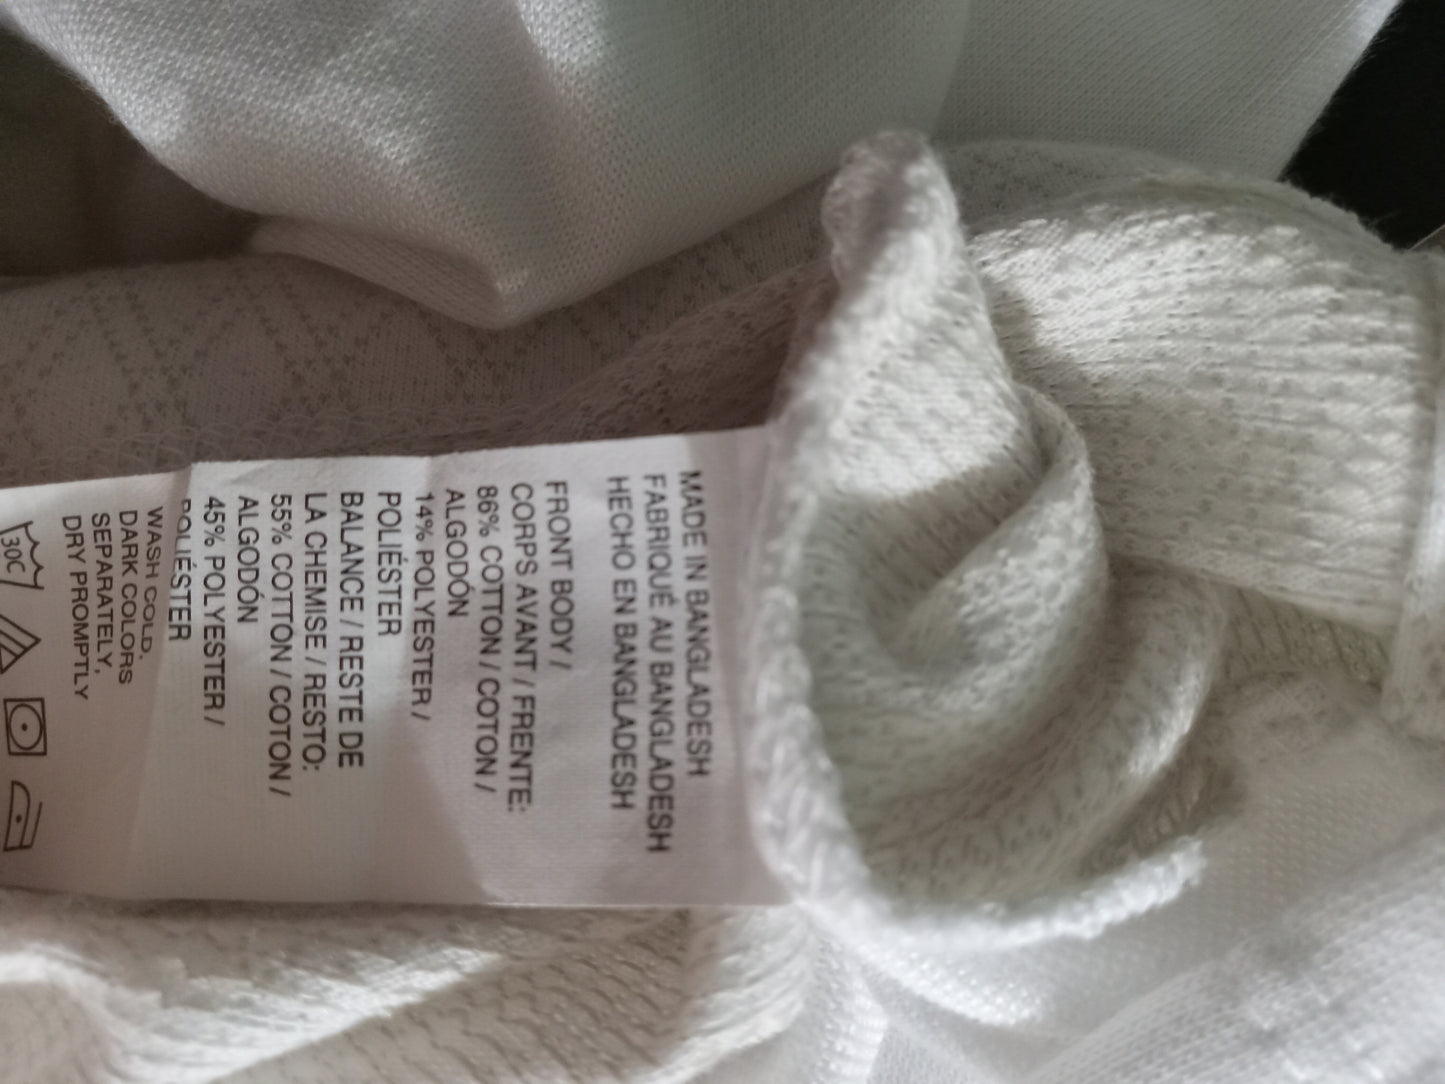 MADE IN BANGLADESH
FABRIQUÉ AU BANGLADESH
HECHO EN BANGLADESH
FRONT BODY /
CORPS AVANT / FRENTE:
86% COTTON / COTON /
ALGODÓN
14% POLYESTER /
POLIÉSTER
BALANCE / RESTE DE
LA CHEMISE / RESTO:
55% COTTON / COTON /
ALGODÓN
45% POLYESTER /
POLIÉSTER
WASH COLD,
DARK COLORS
SEPARATELY,
DRY PROMPTLY
30C